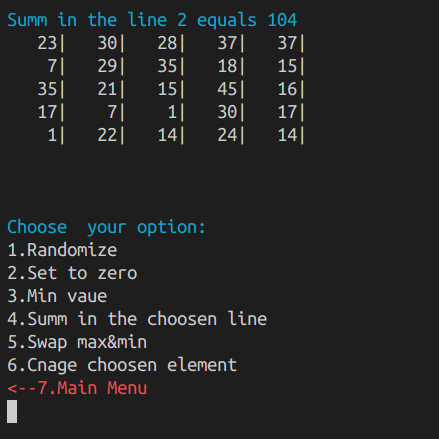 Summ in the line 2 equals 104
23| 30| 28| 37| 37|
7| 29| 35| 18| 15|
35| 21| 15| 45| 16|
17| 7| 1| 30| 17|
1| 22| 14| 24| 14|
Choose  your option:
1.Randomize
2.Set to zero
3.Min vaue
4.Summ in the choosen line
5.Swap max&min
6.Cnage choosen element
<--7.Main Menu